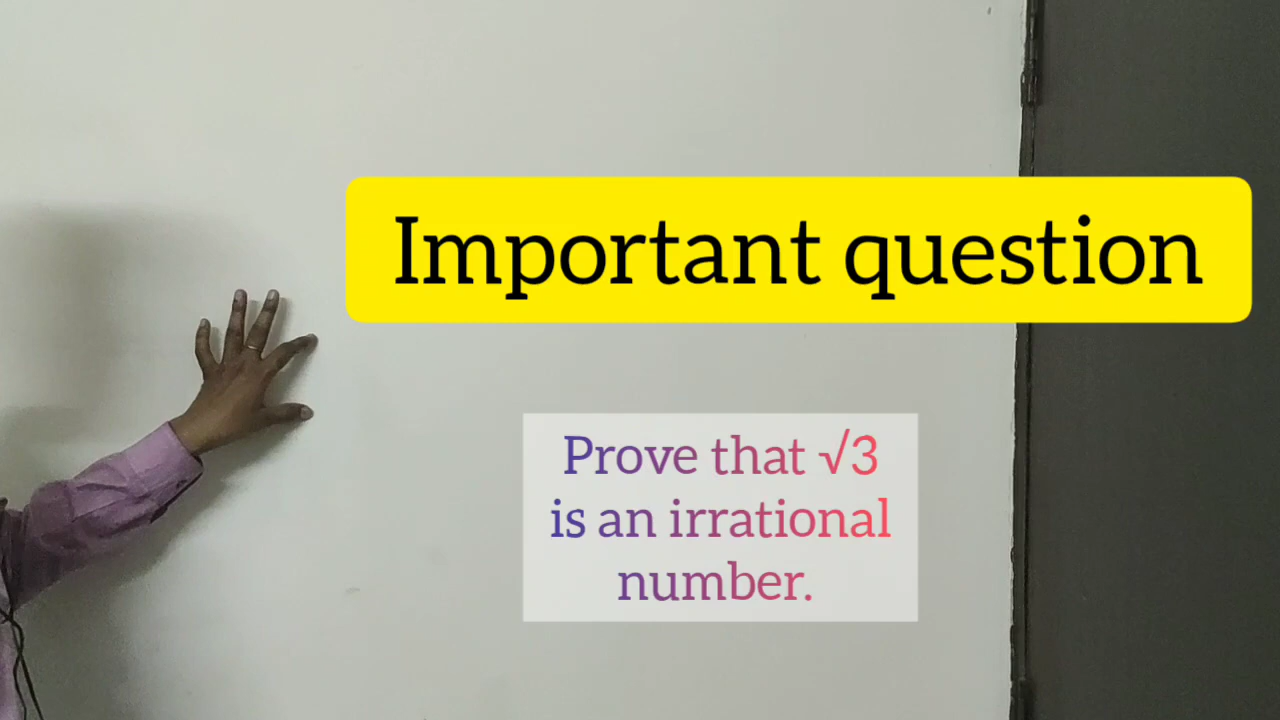 Important question
Prove that √3
is an irrational
number.